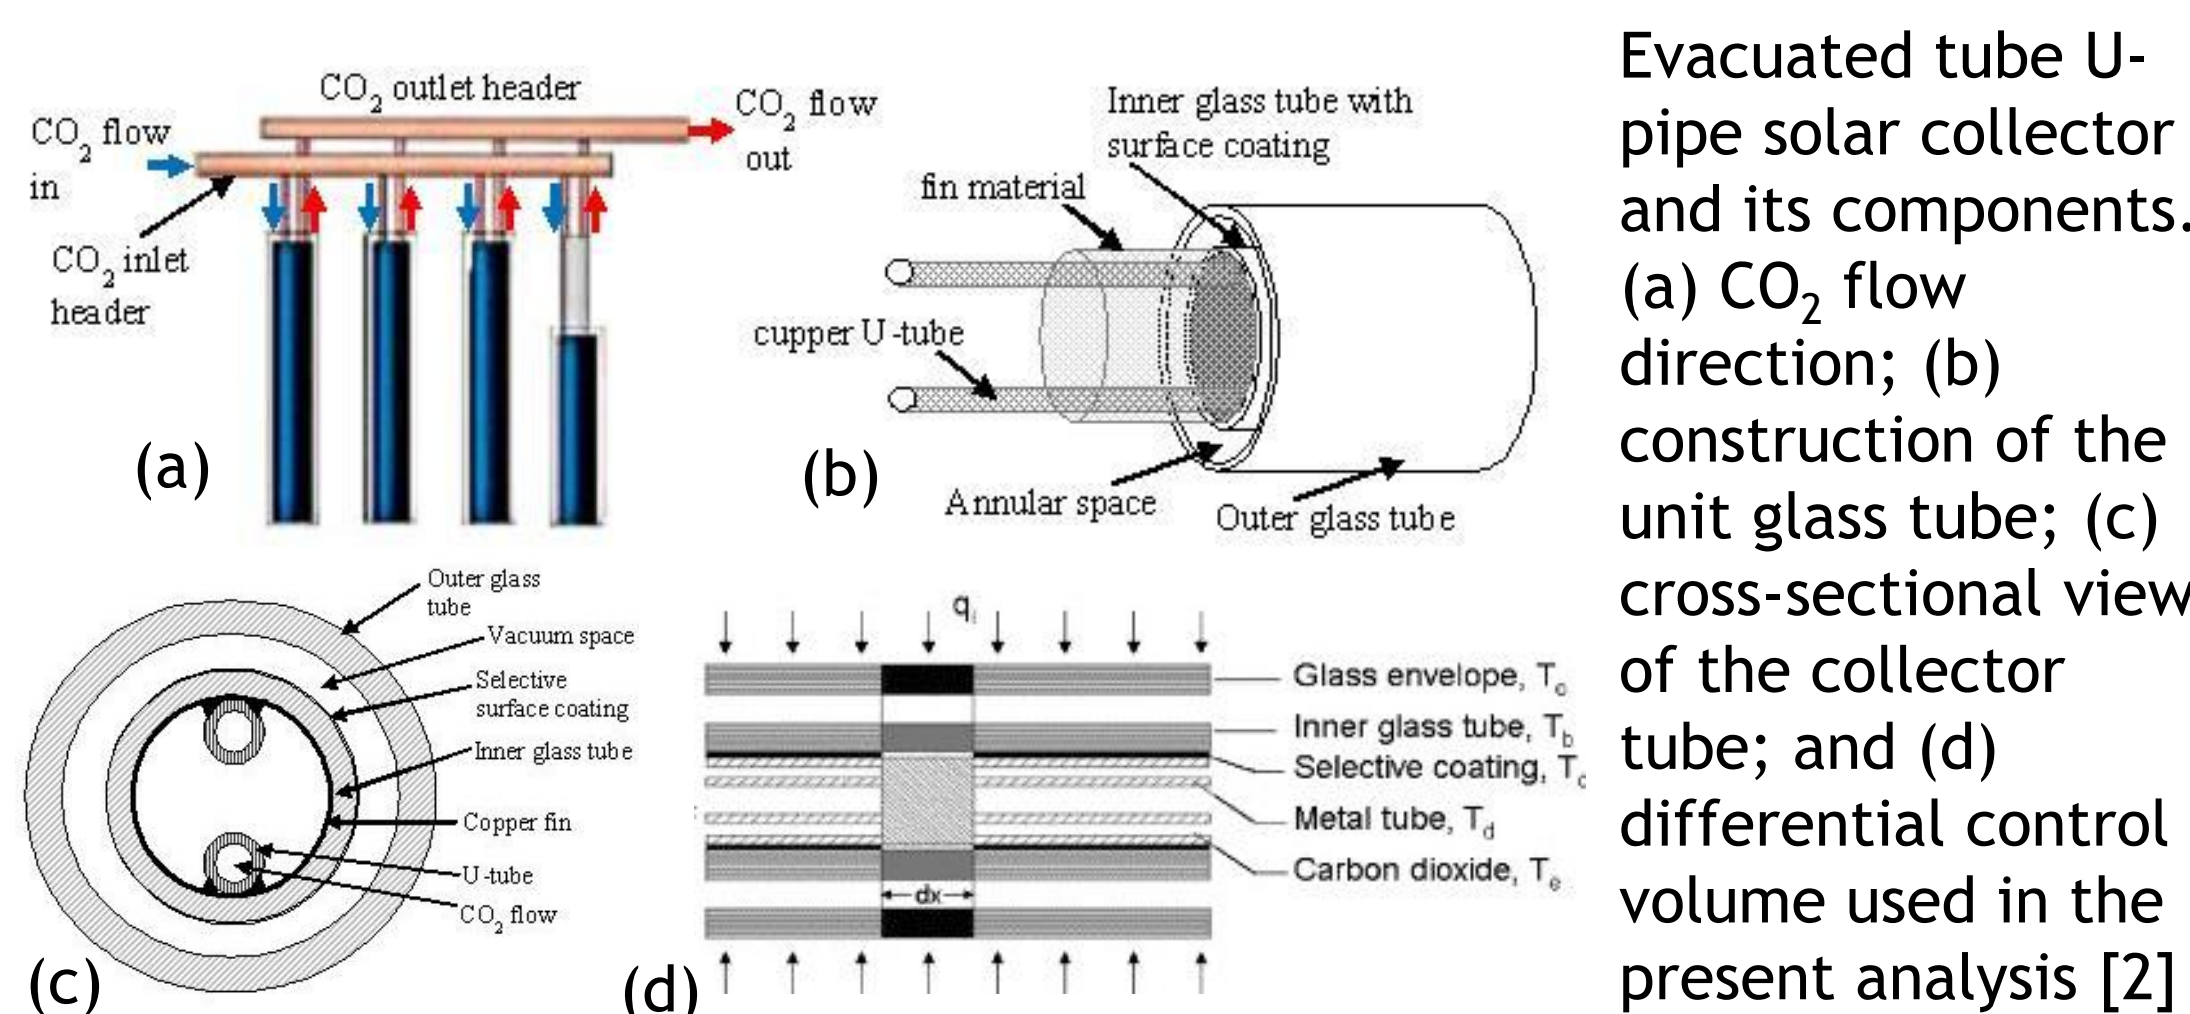 CO2 outlet header
CO2 flow
out
CO2 flow
in
CO2 inlet
header
(a)
Inner glass tube with
surface coating
fin material
cupper U-tube
Annular space
Outer glass tube
(b)
Outer glass
tube
Vacuum space
Selective
surface coating
Inner glass tube
Copper fin
U-tube
CO2 flow
(c)
qi
Glass envelope, To
Inner glass tube, Tb
Selective coating, Tc
Metal tube, Td
Carbon dioxide, Te
dx
(d)
Evacuated tube U-
pipe solar collector
and its components.
(a) CO2 flow
direction; (b)
construction of the
unit glass tube; (c)
cross-sectional view
of the collector
tube; and (d)
differential control
volume used in the
present analysis [2]